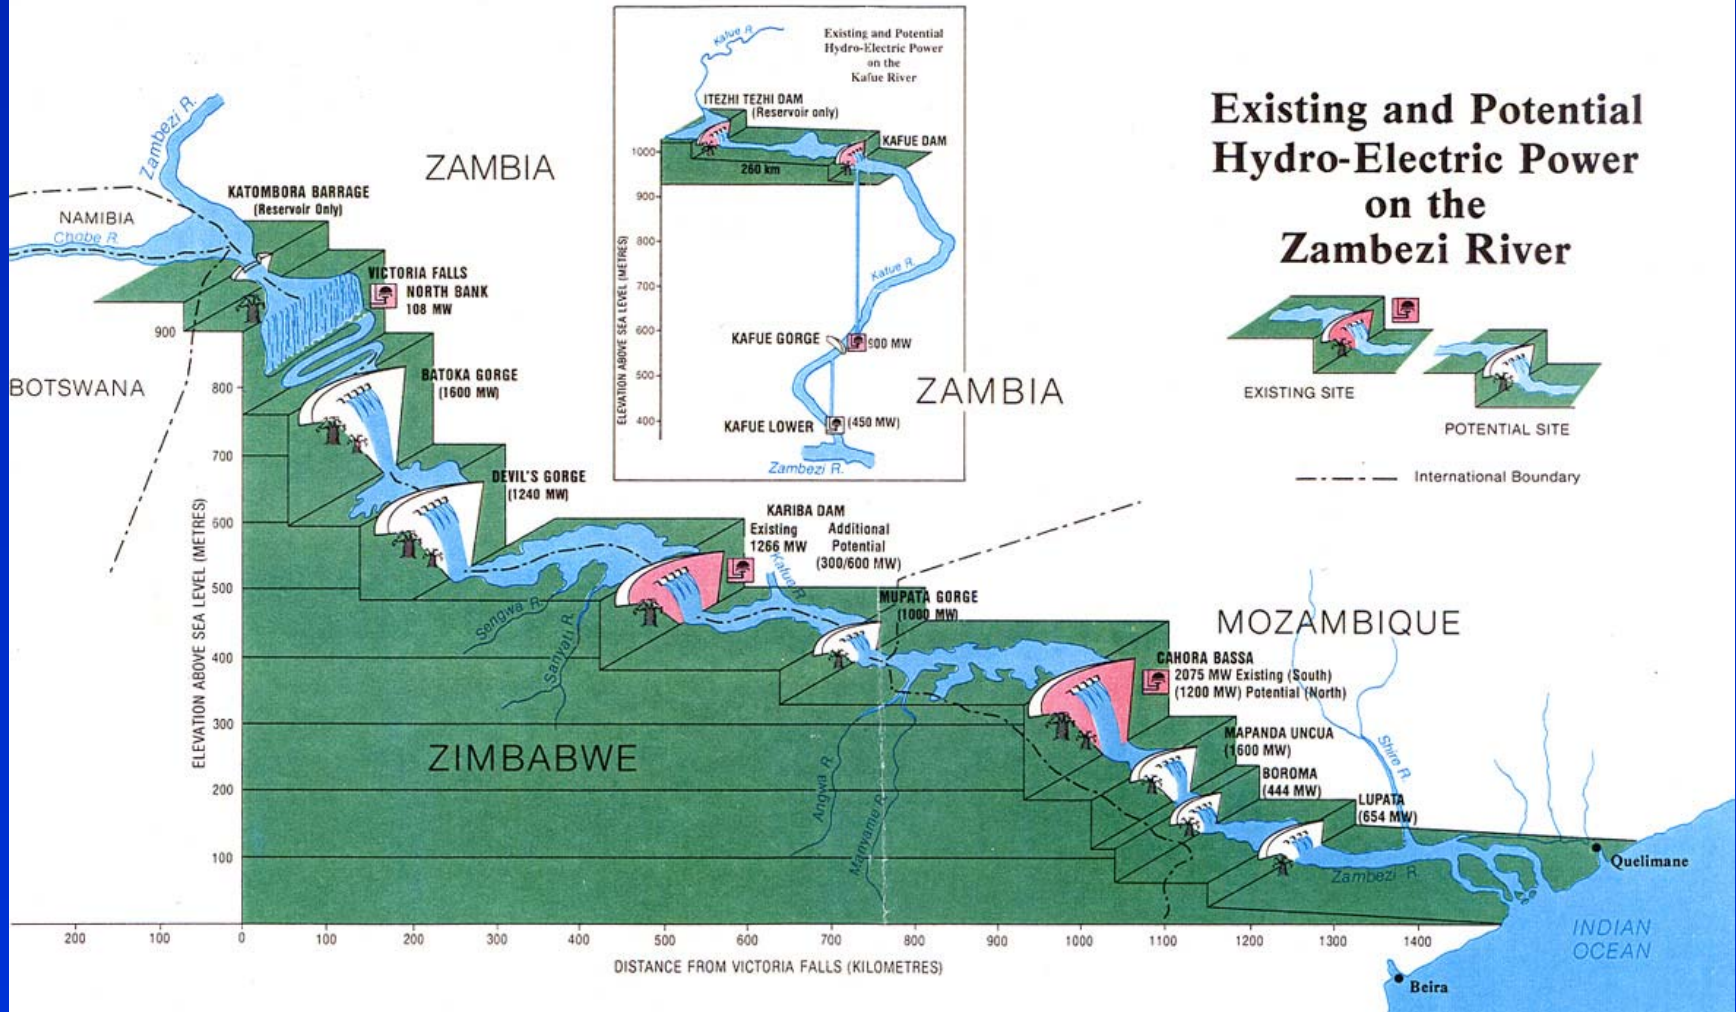 Existing and Potential
Hydro-Electric Power
on the
Zambezi River
EXISTING SITE
POTENTIAL SITE
International Boundary
Existing and Potential
Hydro-Electric Power
on the
Kafue River
Kafue R.
ITEZHI TEZHI DAM
(Reservoir only)
KAFUE DAM
260 km
ELEVATION ABOVE SEA LEVEL (METRES)
1000
900
800
700
600
500
400
Kafue R.
KAFUE GORGE
900 MW
KAFUE LOWER
(450 MW)
Zambezi R.
Zambezi R.
ZAMBIA
KATOMBORA BARRAGE
(Reservoir Only)
NAMIBIA
Chobe R.
VICTORIA FALLS
NORTH BANK
108 MW
BOTSWANA
BATOKA GORGE
(1600 MW)
ZAMBIA
DEVIL'S GORGE
(1240 MW)
KARIBA DAM
Existing
1266 MW
Additional
Potential
(300/600 MW)
Kafue R.
Sengwa R.
Sanyati R.
MUPATA GORGE
(1000 MW)
MOZAMBIQUE
CAHORA BASSA
2075 MW Existing (South)
(1200 MW) Potential (North)
ZIMBABWE
Angwa R.
Manyame R.
MAPANDA UNCUA
(1600 MW)
BOROMA
(444 MW)
LUPATA
(654 MW)
Shire R.
Zambezi R.
Quelimane
INDIAN
OCEAN
Beira
ELEVATION ABOVE SEA LEVEL (METRES)
900
800
700
600
500
400
300
200
100
200 100 0 100 200 300 400 500 600 700 800 900 1000 1100 1200 1300 1400
DISTANCE FROM VICTORIA FALLS (KILOMETRES)